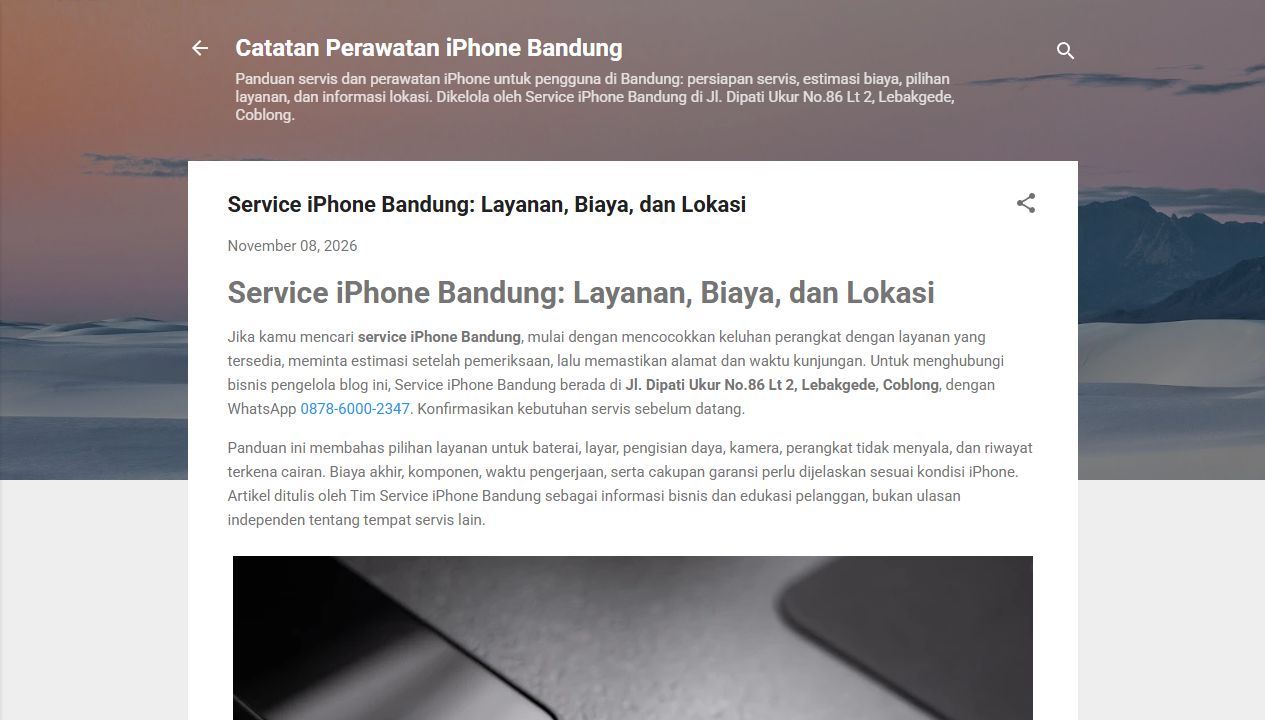 Catatan Perawatan iPhone Bandung
Panduan servis dan perawatan iPhone untuk pengguna di Bandung: persiapan servis, estimasi biaya, pilihan
layanan, dan informasi lokasi. Dikelola oleh Service iPhone Bandung di Jl. Dipati Ukur No.86 Lt 2, Lebakgede,
Coblong.
Service iPhone Bandung: Layanan, Biaya, dan Lokasi
November 08, 2026
Service iPhone Bandung: Layanan, Biaya, dan Lokasi
Jika kamu mencari service iPhone Bandung, mulai dengan mencocokkan keluhan perangkat dengan layanan yang
tersedia, meminta estimasi setelah pemeriksaan, lalu memastikan alamat dan waktu kunjungan. Untuk menghubungi
bisnis pengelola blog ini, Service iPhone Bandung berada di Jl. Dipati Ukur No.86 Lt 2, Lebakgede, Coblong, dengan
WhatsApp 0878-6000-2347. Konfirmasikan kebutuhan servis sebelum datang.
Panduan ini membahas pilihan layanan untuk baterai, layar, pengisian daya, kamera, perangkat tidak menyala, dan riwayat
terkena cairan. Biaya akhir, komponen, waktu pengerjaan, serta cakupan garansi perlu dijelaskan sesuai kondisi iPhone.
Artikel ditulis oleh Tim Service iPhone Bandung sebagai informasi bisnis dan edukasi pelanggan, bukan ulasan
independen tentang tempat servis lain.